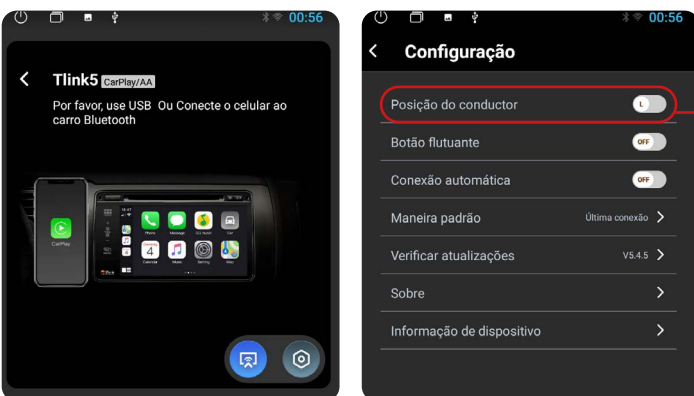 00:56
Tlink5 CarPlay/AA
Por favor, use USB Ou Conecte o celular ao
carro Bluetooth
CarPlay
Phone
Message
Car
4
Calendar
Music
Setting
Map
00:56
Configuração
Posição do conductor
L
Botão flutuante
OFF
Conexão automática
OFF
Maneira padrão
Última conexão
Verificar atualizações
V5.4.5
Sobre
Informação de dispositivo